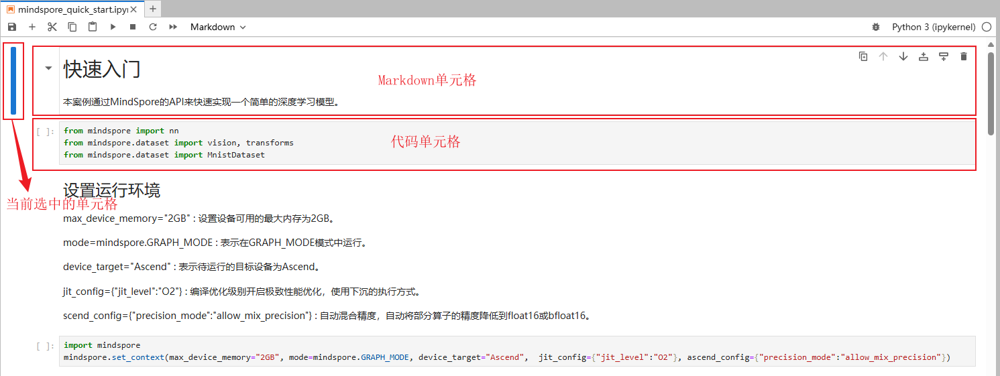 mindspore_quick_start.ipyn
Markdown
Python 3 (ipykernel)
快速入门
Markdown单元格
本案例通过MindSpore的API来快速实现一个简单的深度学习模型。
[ ]:
from mindspore import nn
from mindspore.dataset import vision, transforms
from mindspore.dataset import MnistDataset
代码单元格
设置运行环境
当前选中的单元格
max_device_memory="2GB" : 设置设备可用的最大内存为2GB。
mode=mindspore.GRAPH_MODE : 表示在GRAPH_MODE模式中运行。
device_target="Ascend" : 表示待运行的目标设备为Ascend。
jit_config={"jit_level":"O2"} : 编译优化级别开启极致性能优化，使用下沉的执行方式。
scend_config={"precision_mode":"allow_mix_precision"} : 自动混合精度，自动将部分算子的精度降低到float16或bfloat16。
[ ]:
import mindspore
mindspore.set_context(max_device_memory="2GB", mode=mindspore.GRAPH_MODE, device_target="Ascend",  jit_config={"jit_level":"O2"}, ascend_config={"precision_mode":"allow_mix_precision"})